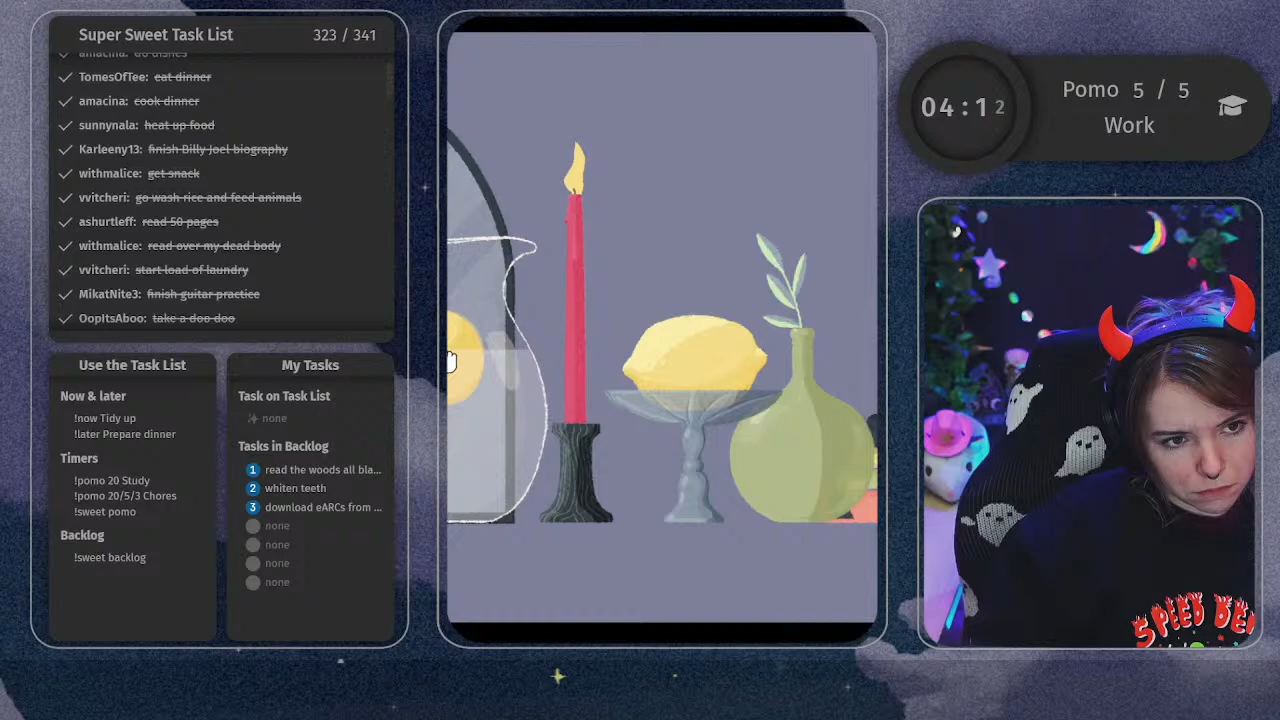 Super Sweet Task List 323 / 341
amacina: do dishes
TomesOfTee: eat dinner
amacina: cook dinner
sunnynala: heat up food
Karleeny13: finish Billy Joel biography
withmalice: get snack
vvitcheri: go wash rice and feed animals
ashurtleff: read 50 pages
withmalice: read over my dead body
vvitcheri: start load of laundry
MikatNite3: finish guitar practice
OopItsAboo: take a doo doo
Use the Task List
Now & later
!now Tidy up
!later Prepare dinner
Timers
!pomo 20 Study
!pomo 20/5/3 Chores
!sweet pomo
Backlog
!sweet backlog
My Tasks
Task on Task List
none
Tasks in Backlog
1 read the woods all bla...
2 whiten teeth
3 download eARCs from ...
none
none
none
none
04:12
Pomo 5 / 5
Work
SPEED DE